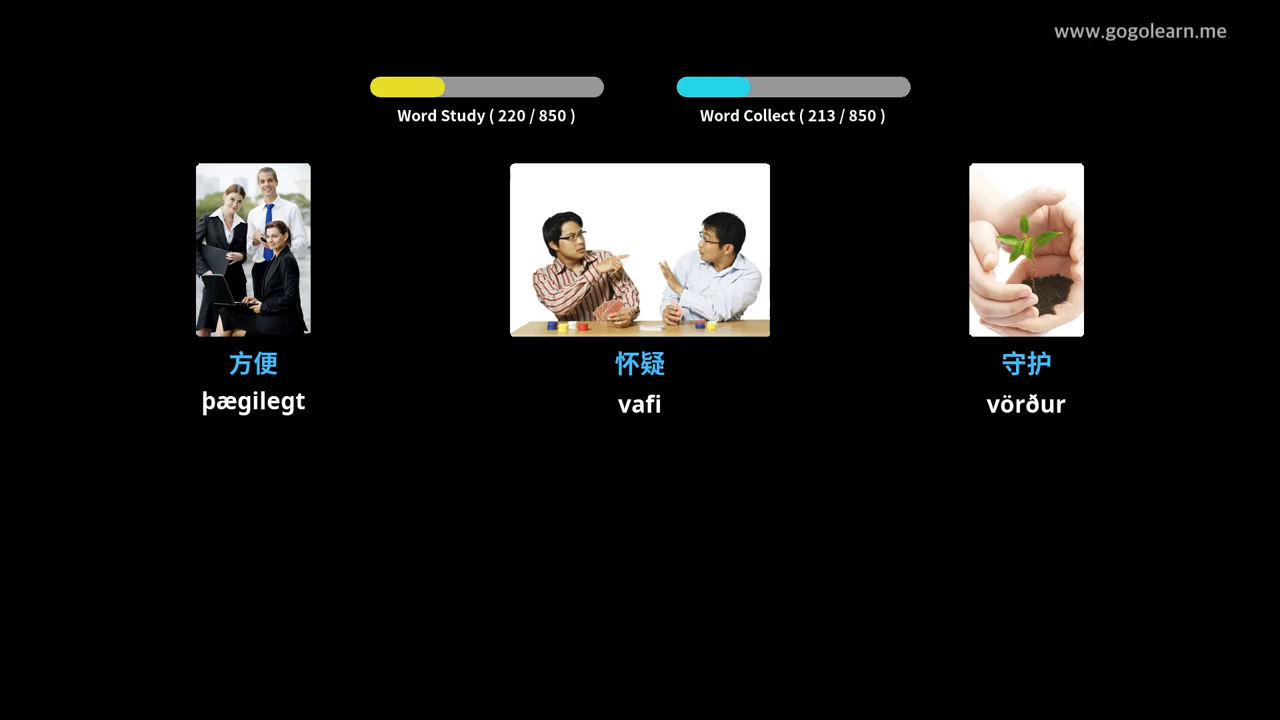 www.gogolearn.me
Word Study ( 220 / 850 )
Word Collect ( 213 / 850 )
方便
怀疑
守护
þægilegt
vafi
vörður